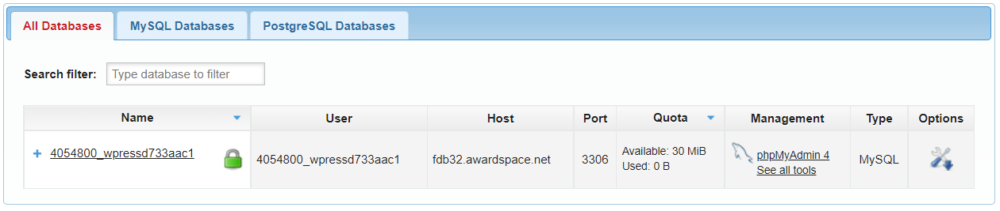 All Databases MySQL Databases PostgreSQL Databases
Search filter: Type database to filter
Name User Host Port Quota Management Type Options
4054800_wpressd733aac1 4054800_wpressd733aac1 fdb32.awardspace.net 3306 Available: 30 MiB phpMyAdmin 4 MySQL
Used: 0 B See all tools